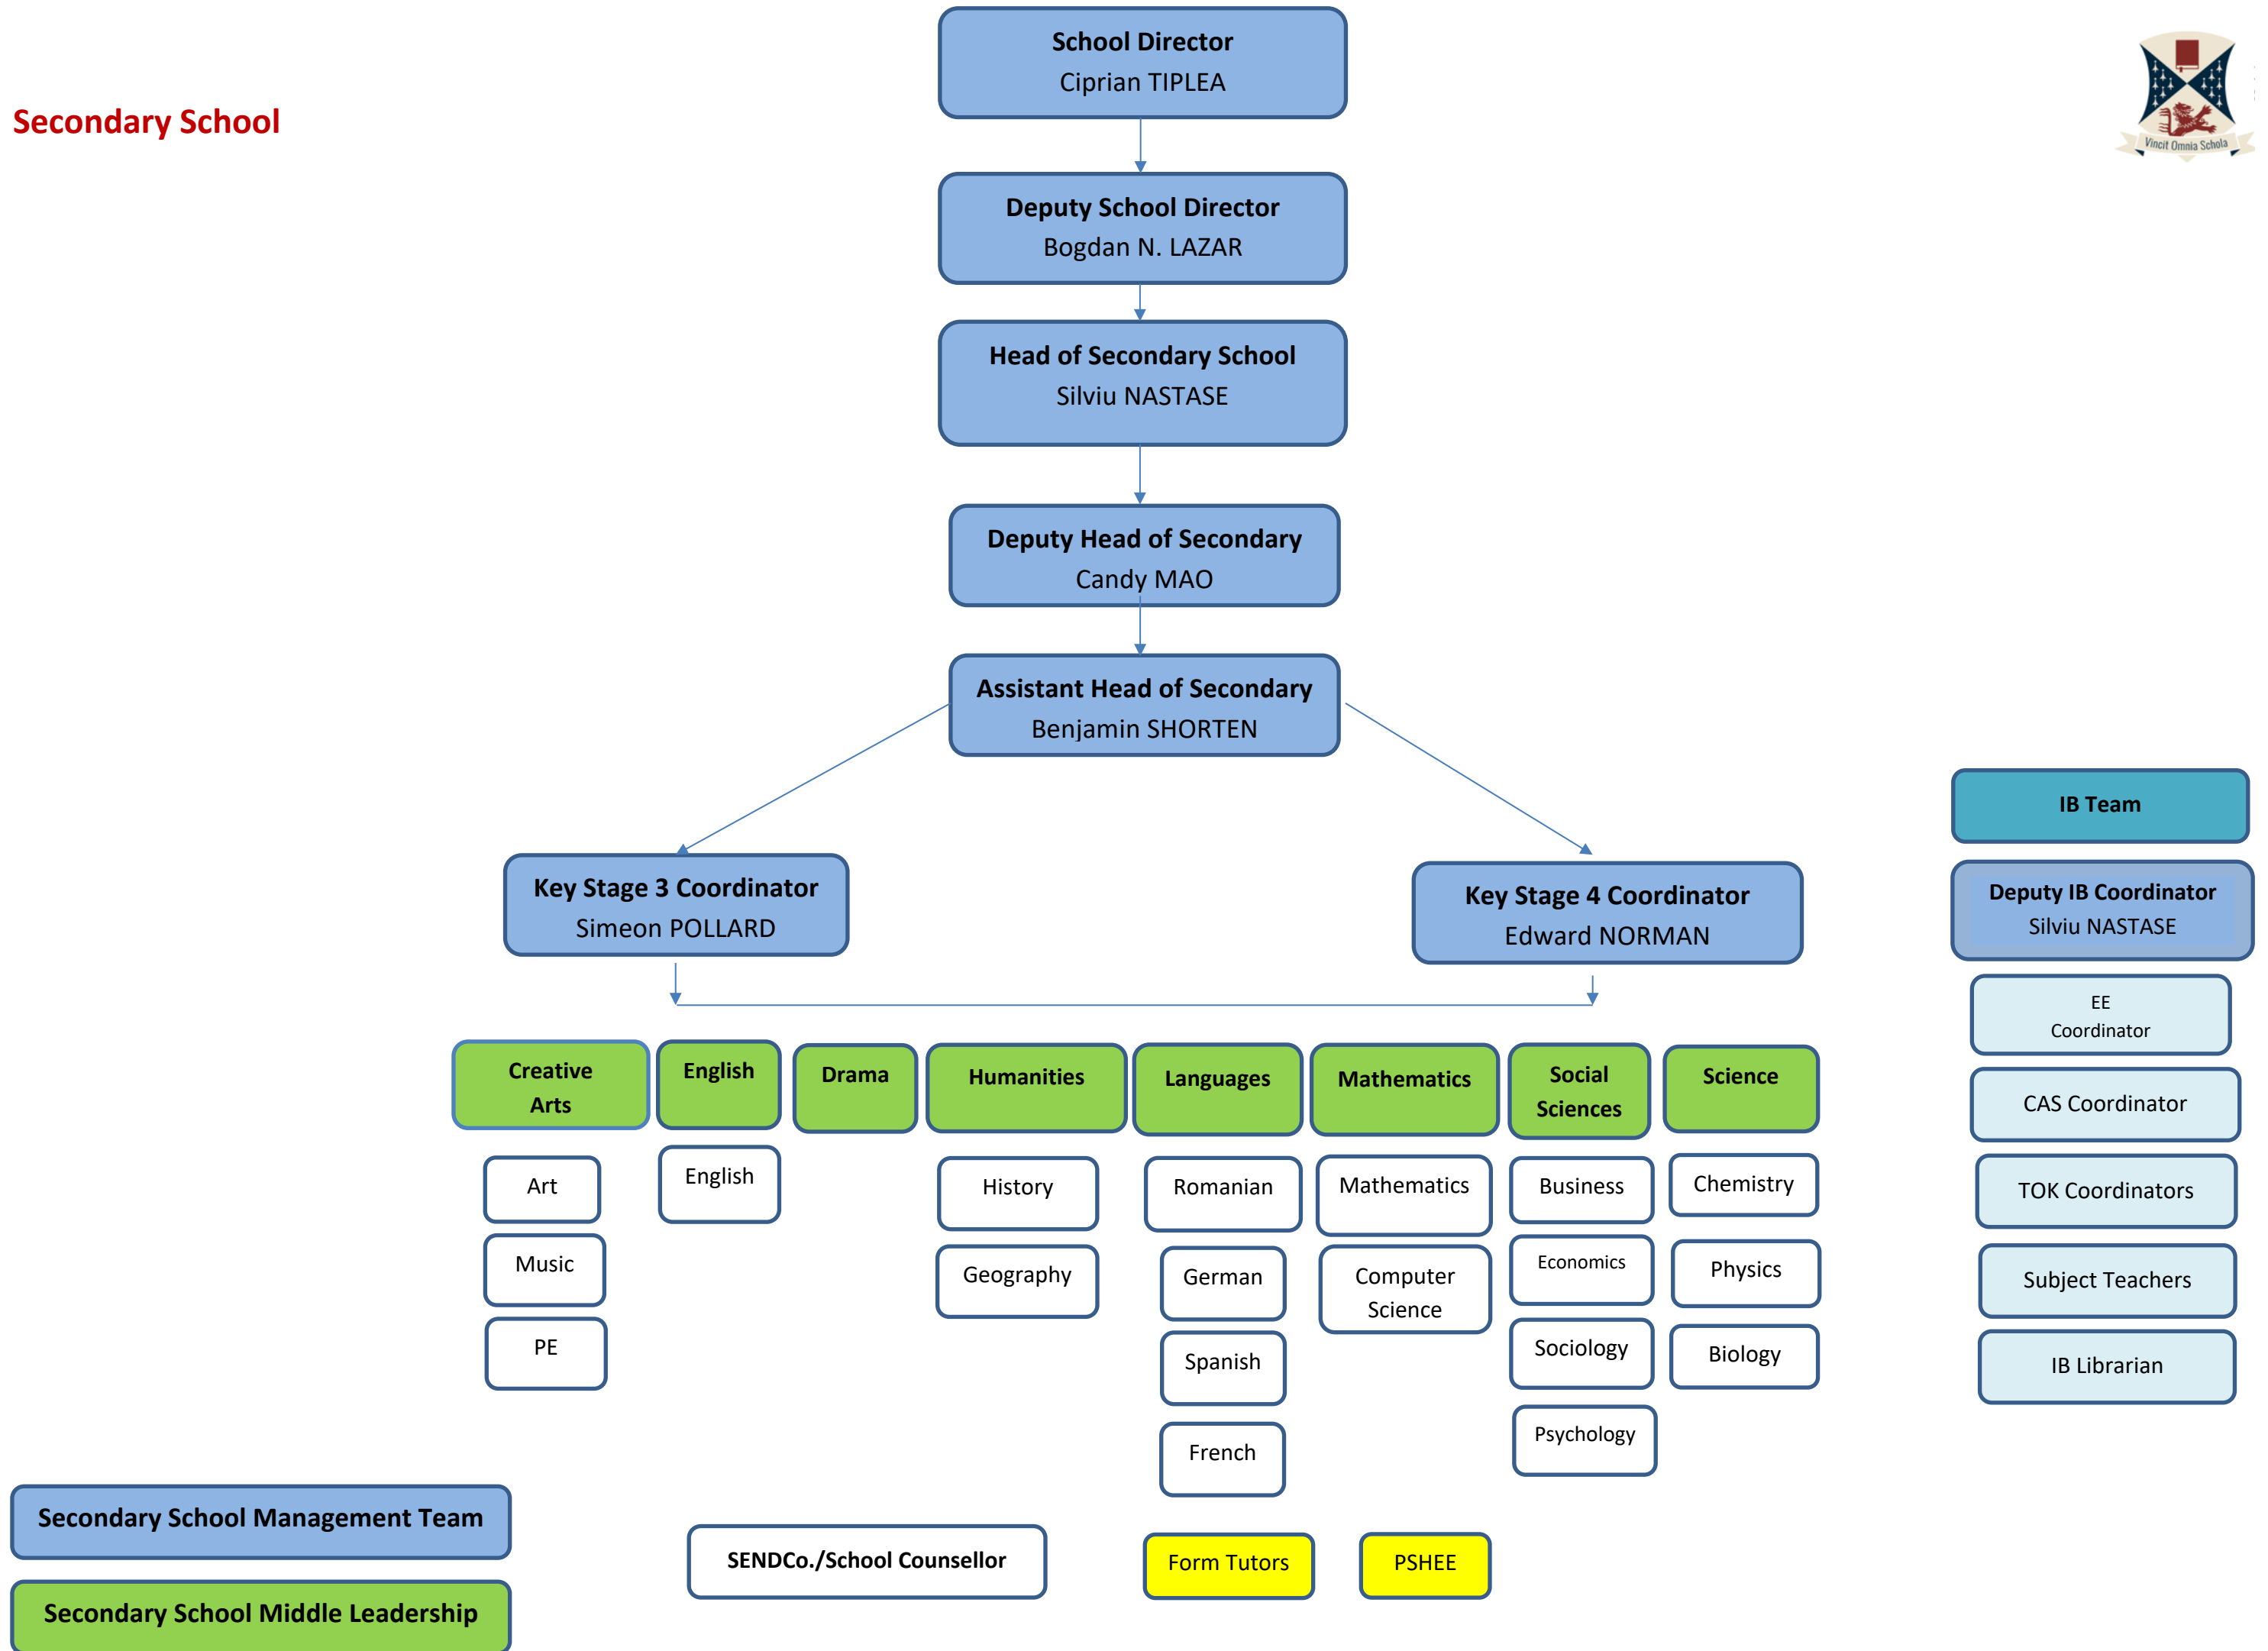 School Director
Ciprian TIPLEA
Secondary School
Vincit Omnia Schola
Deputy School Director
Bogdan N. LAZAR
Head of Secondary School
Silviu NASTASE
Deputy Head of Secondary
Candy MAO
Assistant Head of Secondary
Benjamin SHORTEN
Key Stage 3 Coordinator
Simeon POLLARD
Key Stage 4 Coordinator
Edward NORMAN
IB Team
Deputy IB Coordinator
Silviu NASTASE
EE
Coordinator
CAS Coordinator
TOK Coordinators
Subject Teachers
IB Librarian
Creative
Arts
English
Drama
Humanities
Languages
Mathematics
Social
Sciences
Science
Art
Music
PE
English
History
Geography
Romanian
German
Spanish
French
Mathematics
Computer
Science
Business
Economics
Sociology
Psychology
Chemistry
Physics
Biology
Secondary School Management Team
Secondary School Middle Leadership
SENDCo./School Counsellor
Form Tutors
PSHEE